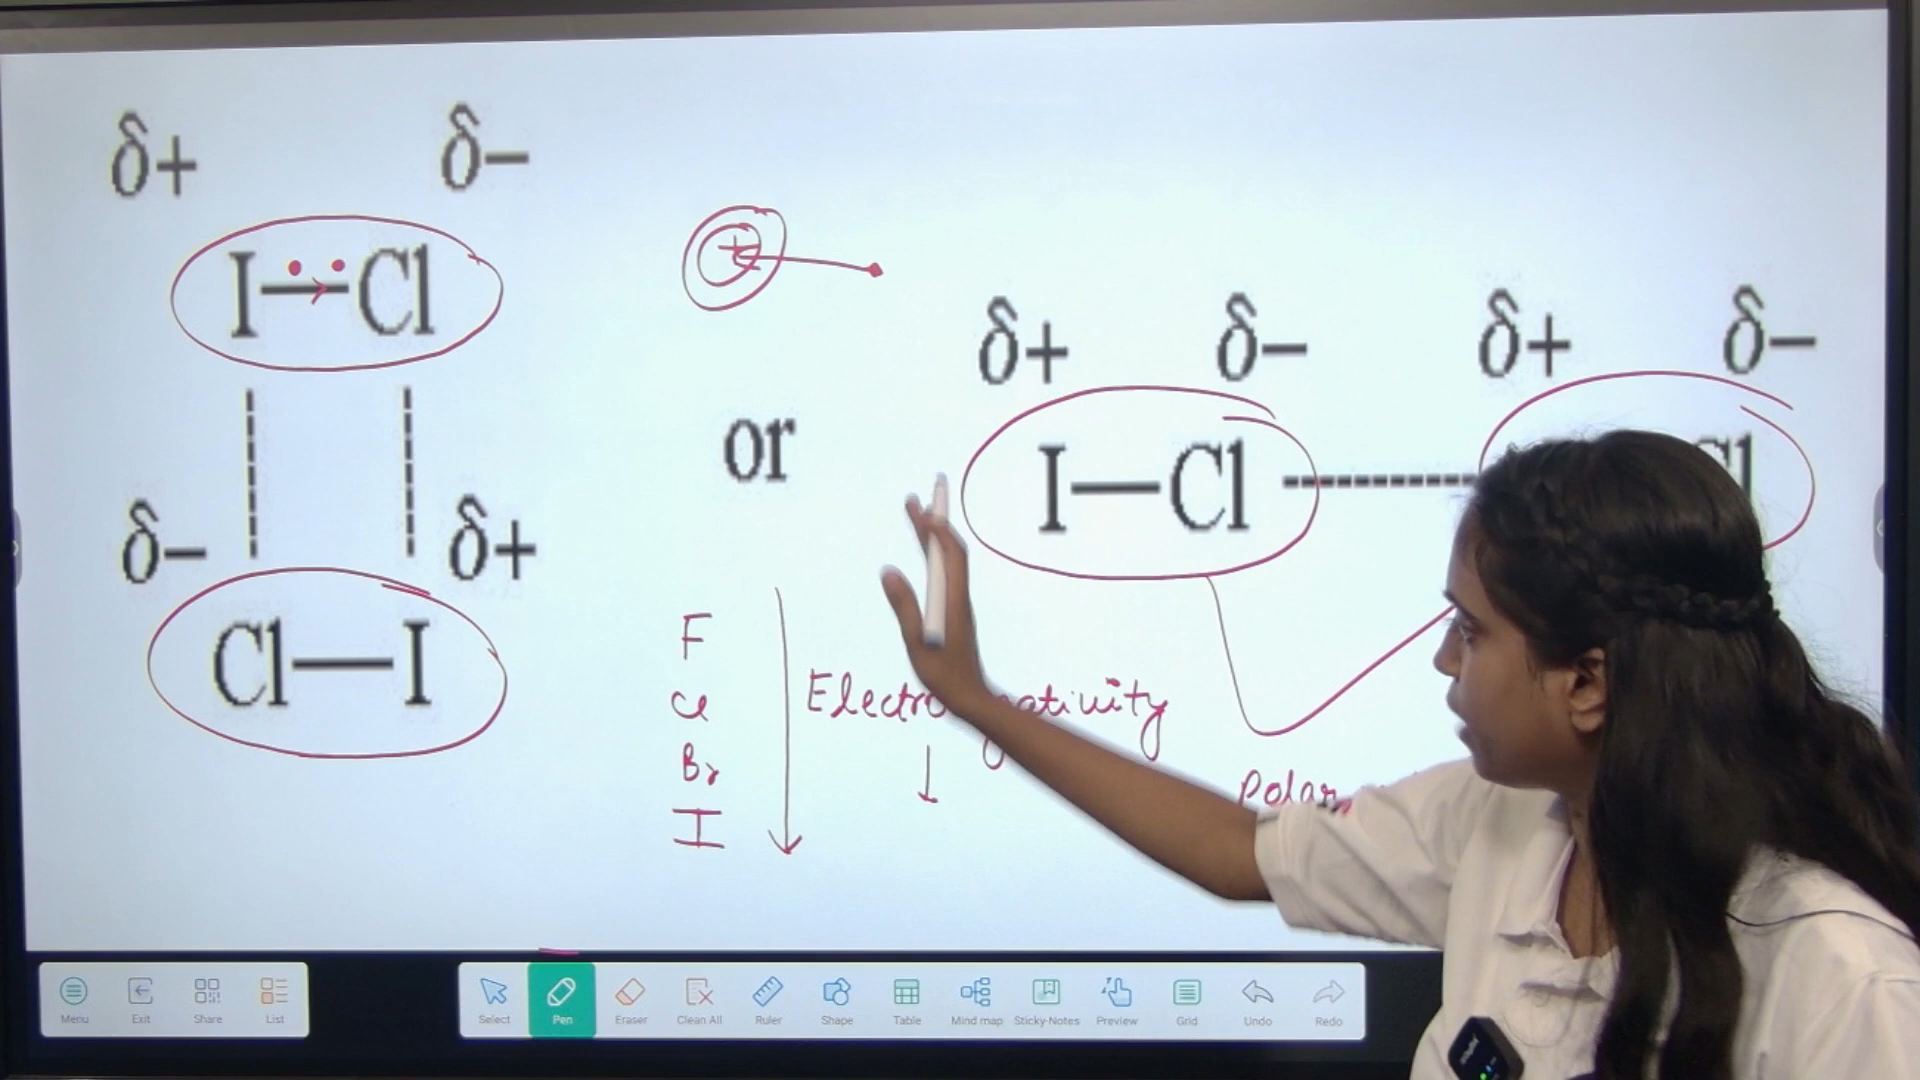 δ+ δ−
I—Cl
δ− δ+
Cl—I
or
δ+ δ− δ+ δ−
I—Cl
F
Cl
Br
I
Polar
Menu Exit Share List Select Pen Eraser Clean All Ruler Shape Table Mind map Sticky-Notes Preview Grid Undo Redo